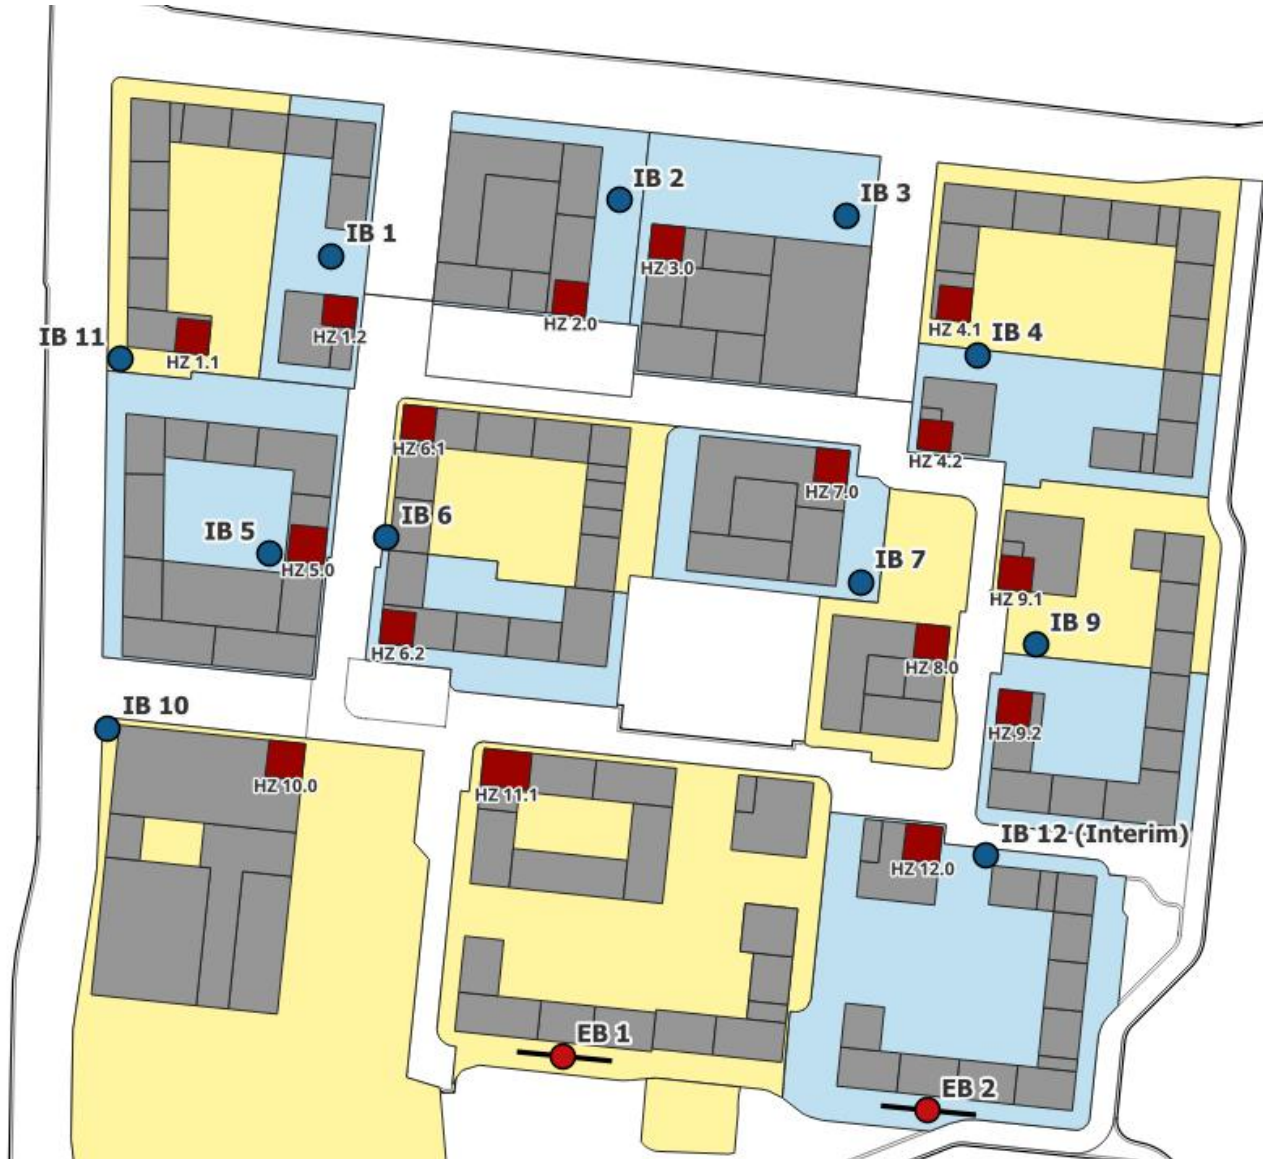 IB 2
IB 3
IB 1
HZ 3.0
HZ 2.0
HZ 4.1
IB 11
HZ 1.2
IB 4
HZ 1.1
HZ 6.1
HZ 4.2
HZ 7.0
IB 6
IB 5
HZ 5.0
IB 7
HZ 9.1
IB 9
HZ 6.2
HZ 8.0
IB 10
HZ 9.2
HZ 10.0
HZ 11.1
IB 12 (Interim)
HZ 12.0
EB 1
EB 2